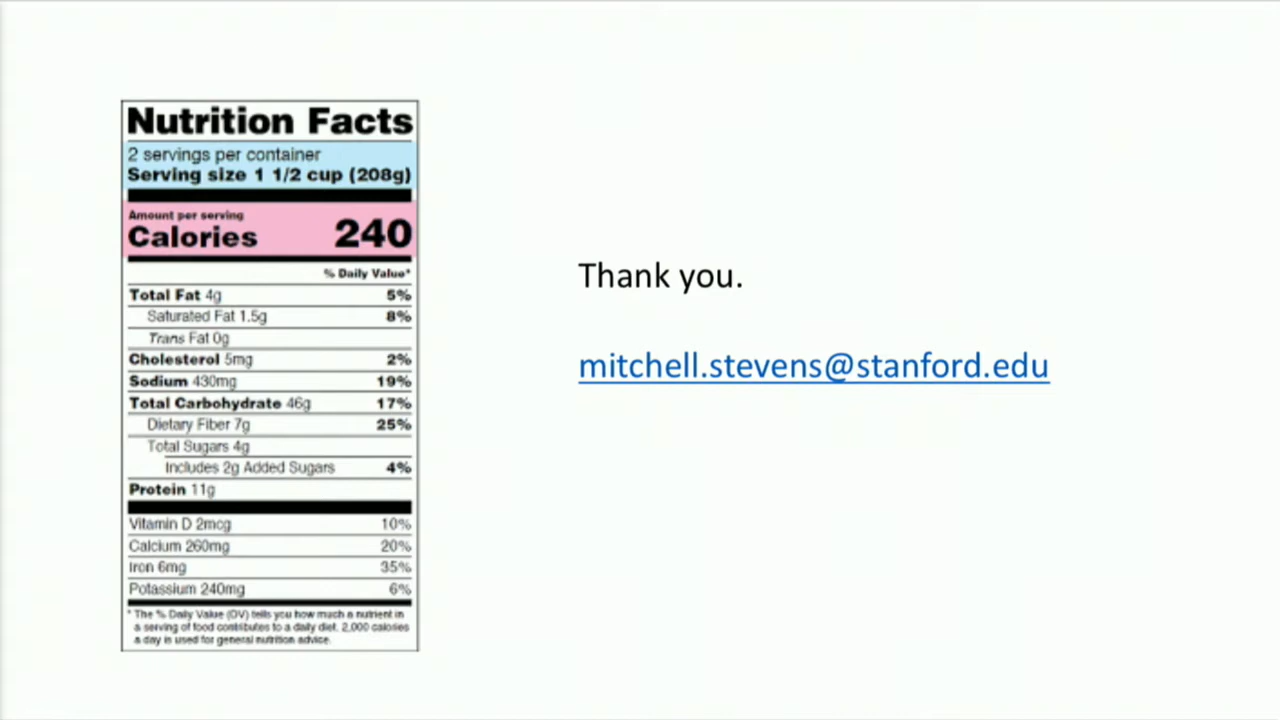 Nutrition Facts
2 servings per container
Serving size 1 1/2 cup (208g)
Amount per serving
Calories 240
% Daily Value*
Total Fat 4g 5%
Saturated Fat 1.5g 8%
Trans Fat 0g
Cholesterol 5mg 2%
Sodium 430mg 19%
Total Carbohydrate 46g 17%
Dietary Fiber 7g 25%
Total Sugars 4g
Includes 2g Added Sugars 4%
Protein 11g
Vitamin D 2mcg 10%
Calcium 260mg 20%
Iron 6mg 35%
Potassium 240mg 6%
* The % Daily Value (DV) tells you how much a nutrient in
a serving of food contributes to a daily diet. 2,000 calories
a day is used for general nutrition advice.
Thank you.
mitchell.stevens@stanford.edu